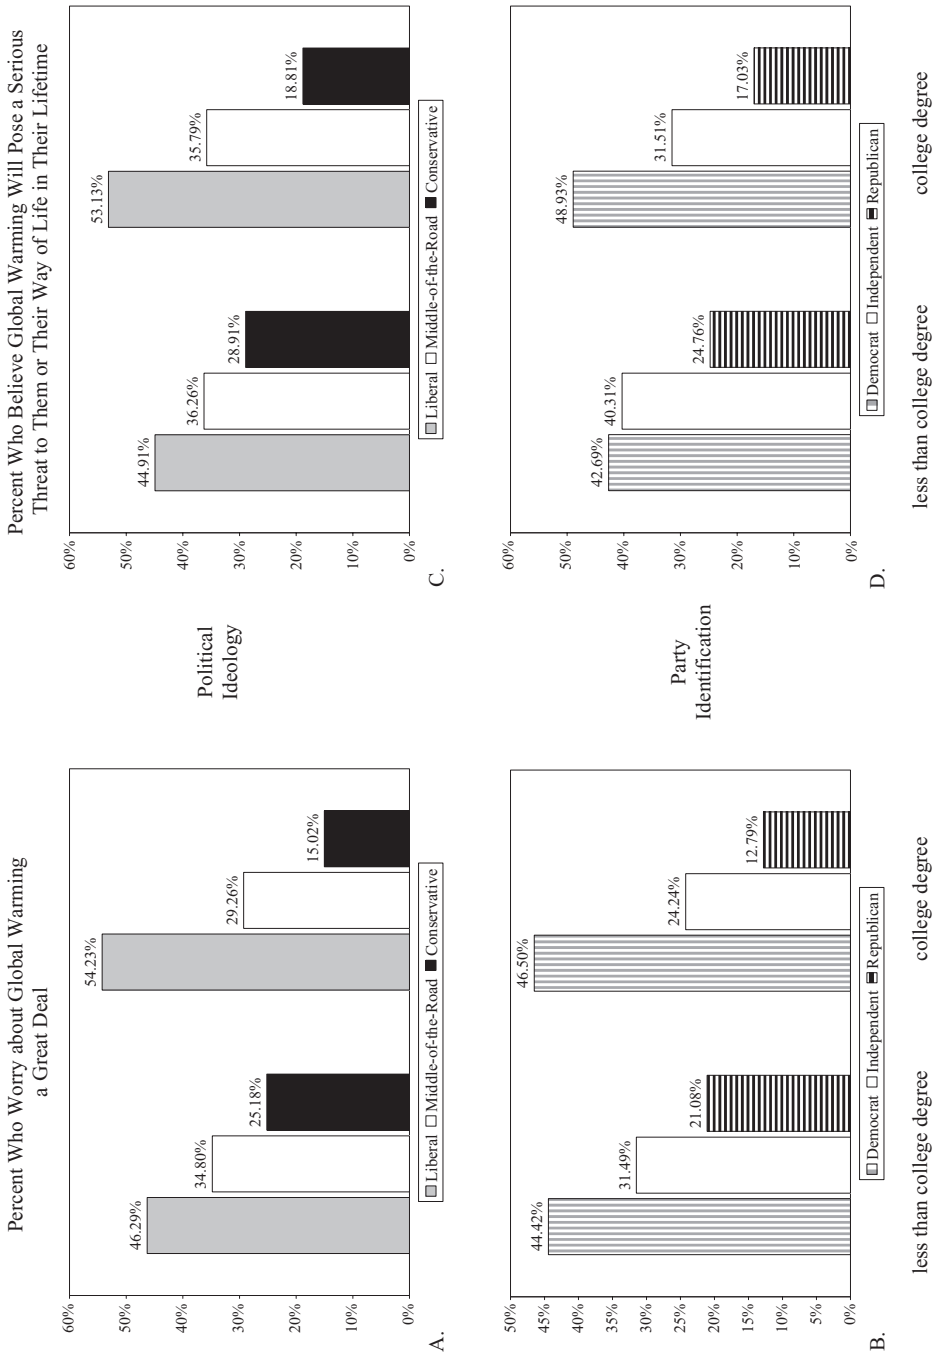 Percent Who Worry about Global Warming
a Great Deal
Percent Who Believe Global Warming Will Pose a Serious
Threat to Them or Their Way of Life in Their Lifetime
Political
Ideology
A.
60%
50%
40%
30%
20%
10%
0%
46.29%
34.80%
25.18%
54.23%
29.26%
15.02%
Liberal Middle-of-the-Road Conservative
C.
60%
50%
40%
30%
20%
10%
0%
44.91%
36.26%
28.91%
53.13%
35.79%
18.81%
Liberal Middle-of-the-Road Conservative
Party
Identification
B.
50%
45%
40%
35%
30%
25%
20%
15%
10%
5%
0%
44.42%
31.49%
21.08%
46.50%
24.24%
12.79%
Democrat Independent Republican
less than college degree
college degree
D.
60%
50%
40%
30%
20%
10%
0%
42.69%
40.31%
24.76%
48.93%
31.51%
17.03%
Democrat Independent Republican
less than college degree
college degree